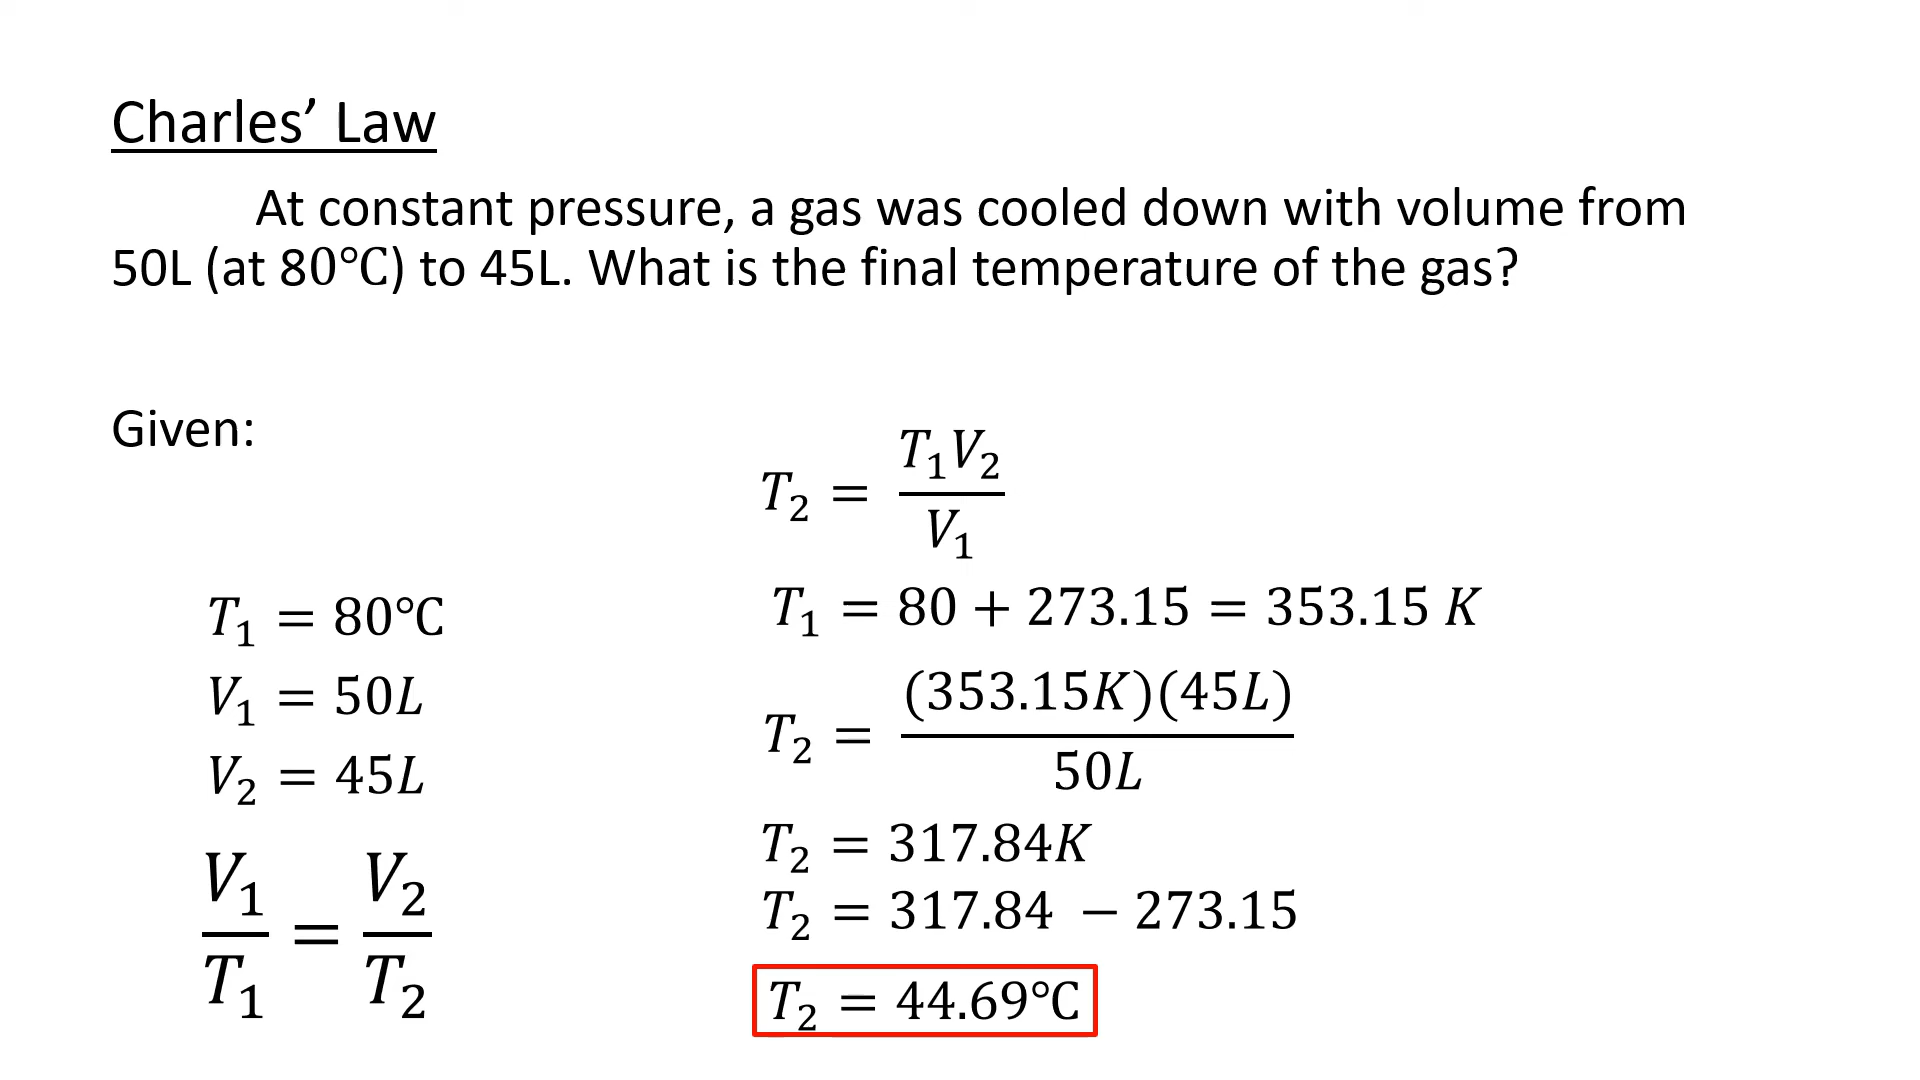 Charles’ Law
At constant pressure, a gas was cooled down with volume from
50L (at 80℃) to 45L. What is the final temperature of the gas?
Given:
T₁ = 80℃
V₁ = 50L
V₂ = 45L
V₁/T₁ = V₂/T₂
T₂ = T₁V₂/V₁
T₁ = 80 + 273.15 = 353.15 K
T₂ = (353.15K)(45L)/50L
T₂ = 317.84K
T₂ = 317.84 − 273.15
T₂ = 44.69℃